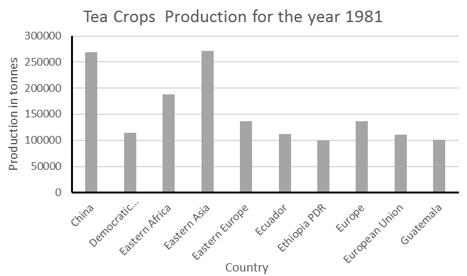 Tea Crops  Production for the year 1981
Production in tonnes
300000
250000
200000
150000
100000
50000
0
China
Democratic...
Eastern Africa
Eastern Asia
Eastern Europe
Ecuador
Ethiopia PDR
Europe
European Union
Guatemala
Country